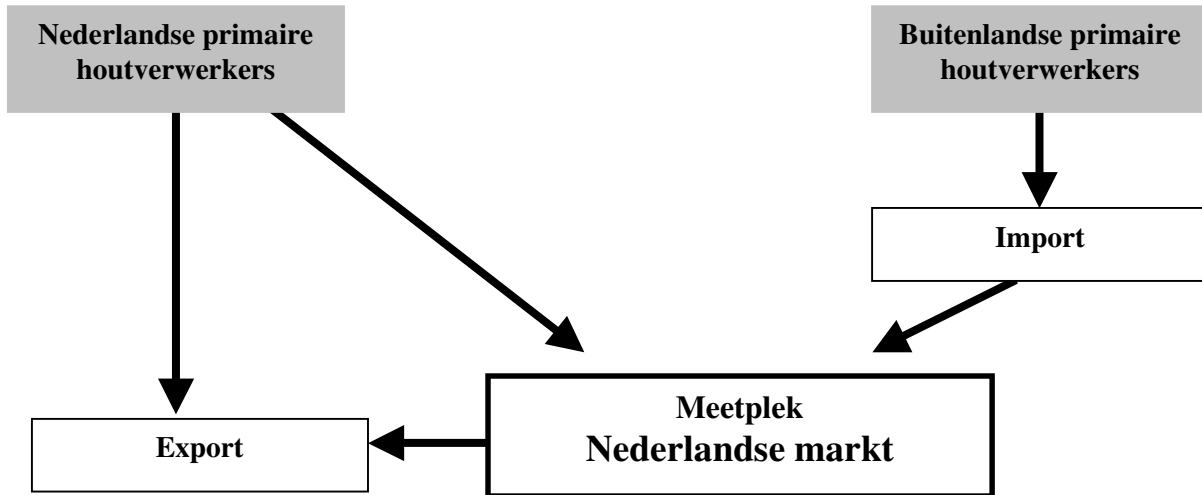 Nederlandse primaire
houtverwerkers
Buitenlandse primaire
houtverwerkers
Import
Meetplek
Nederlandse markt
Export